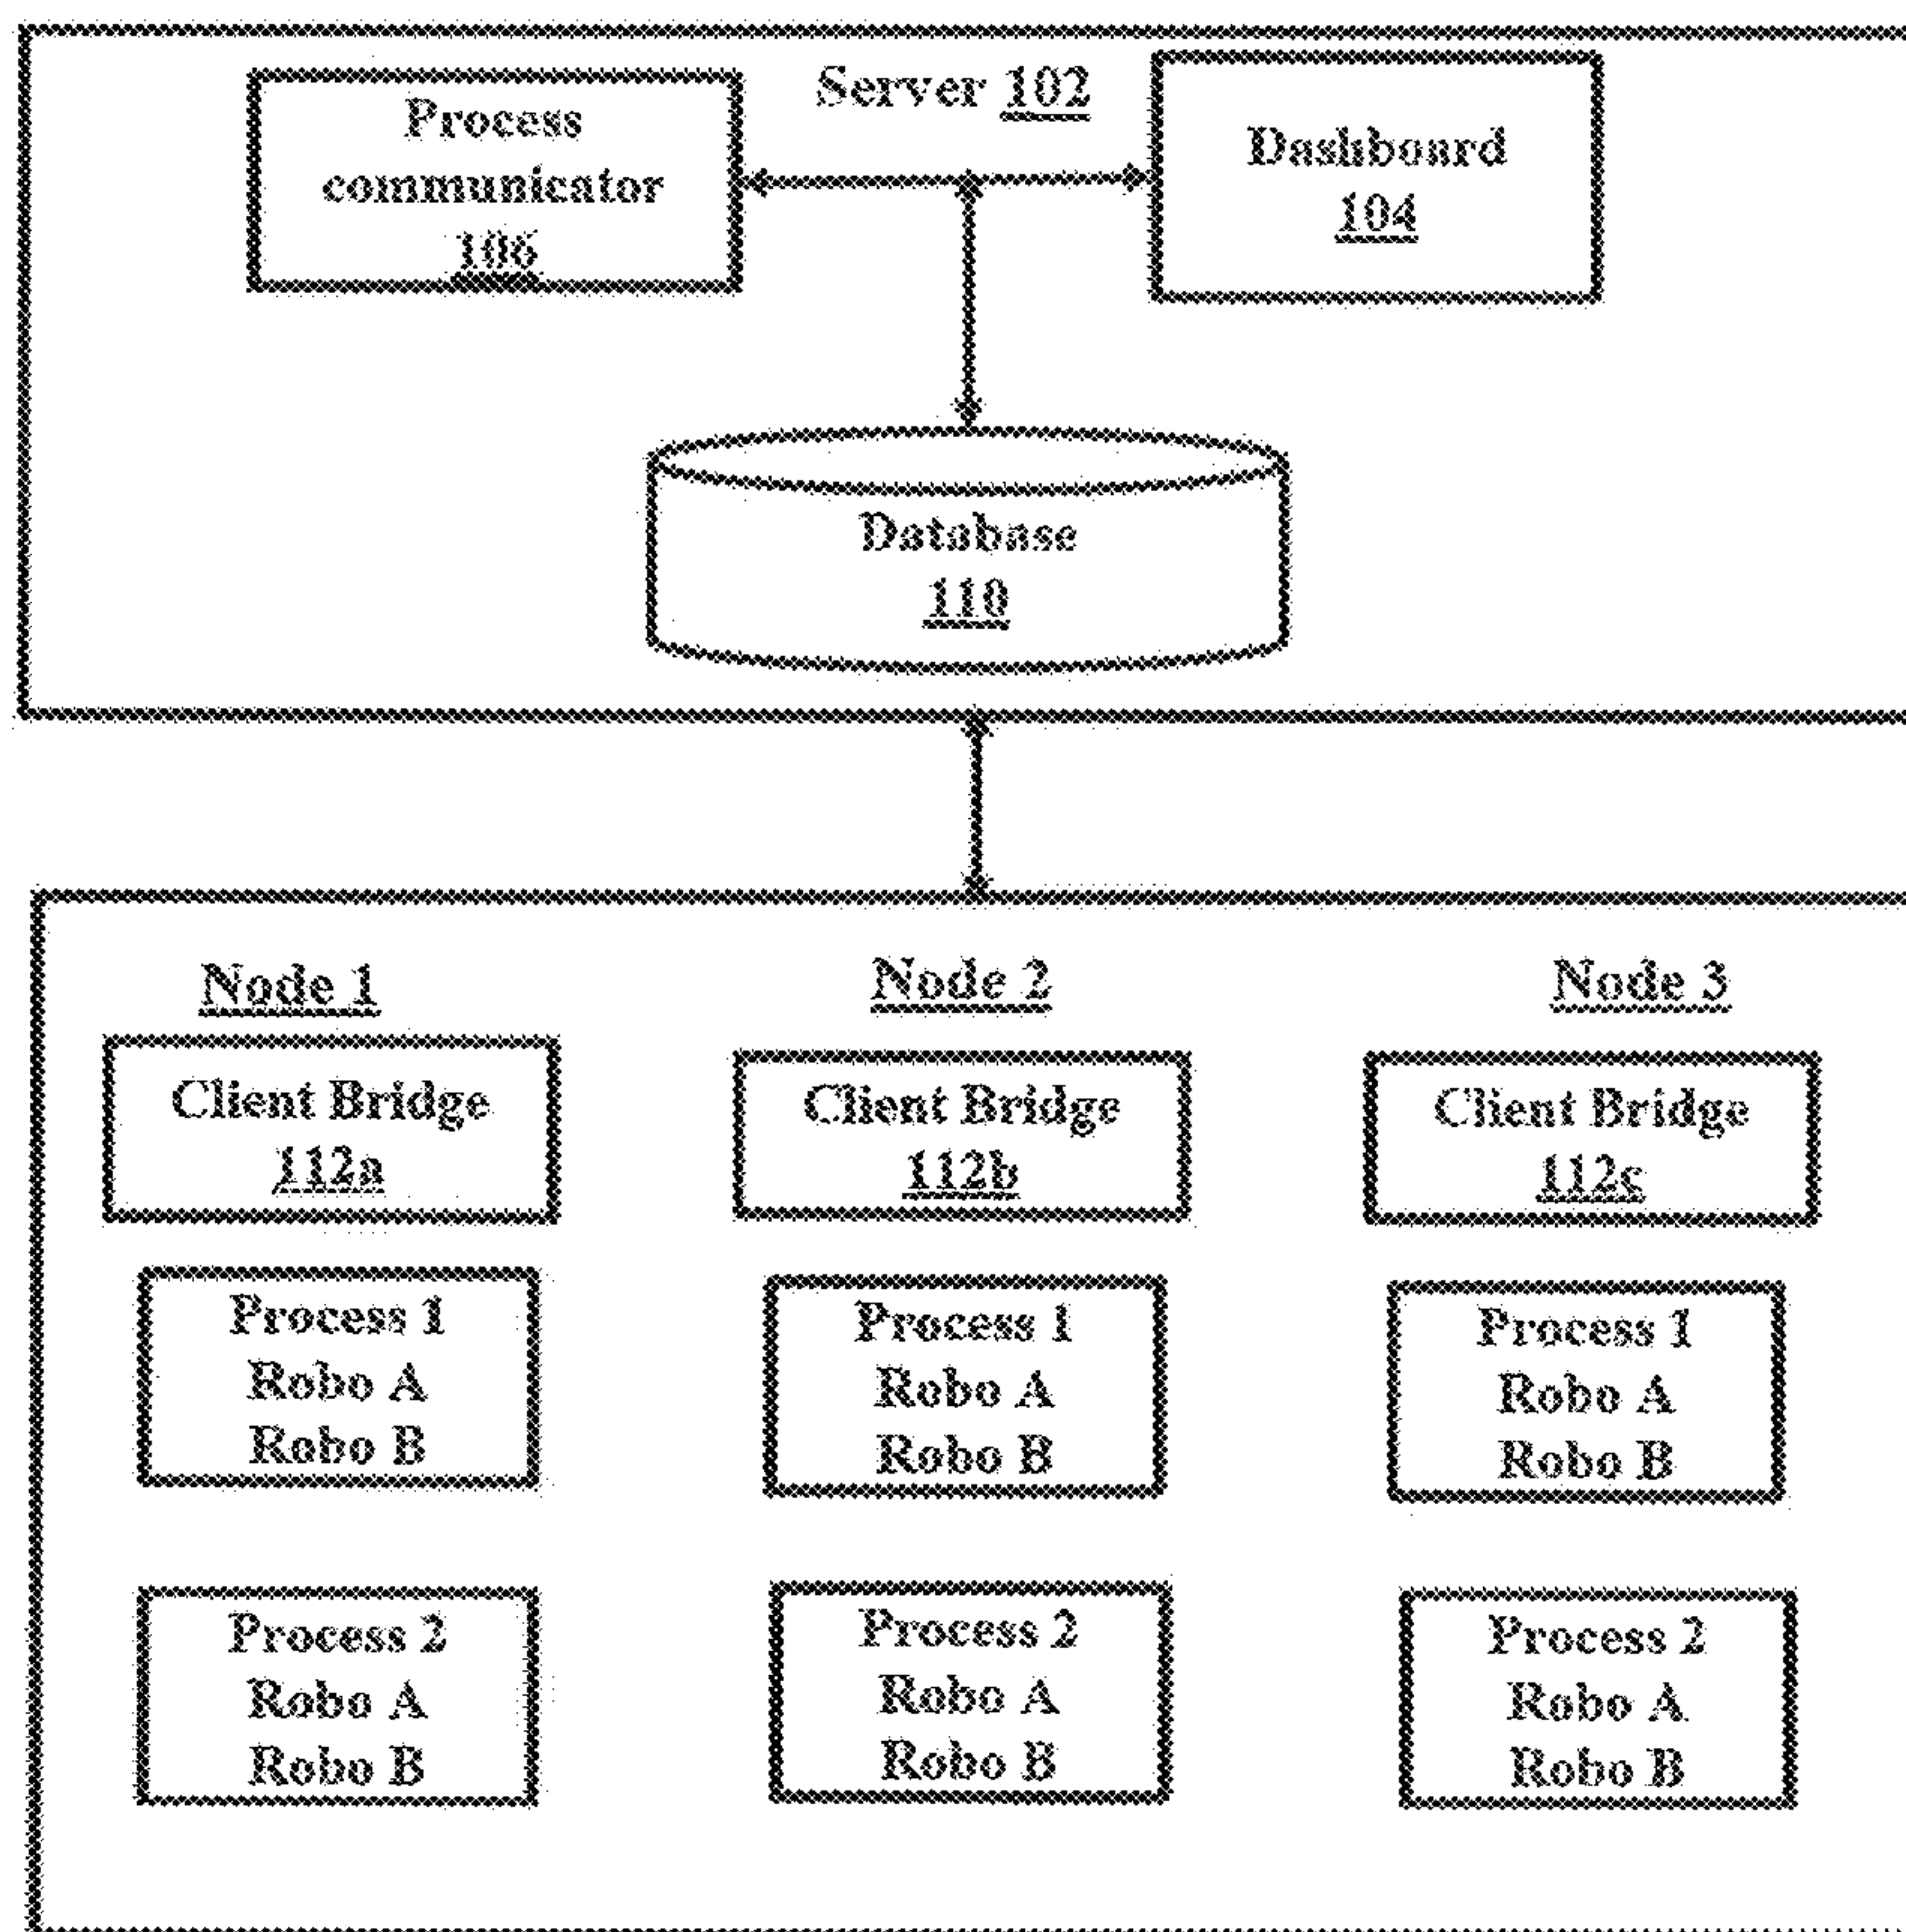 Server 102
Process
communicator
106
Dashboard
104
Database
110
Node 1
Node 2
Node 3
Client Bridge
112a
Client Bridge
112b
Client Bridge
112c
Process 1
Robo A
Robo B
Process 1
Robo A
Robo B
Process 1
Robo A
Robo B
Process 2
Robo A
Robo B
Process 2
Robo A
Robo B
Process 2
Robo A
Robo B